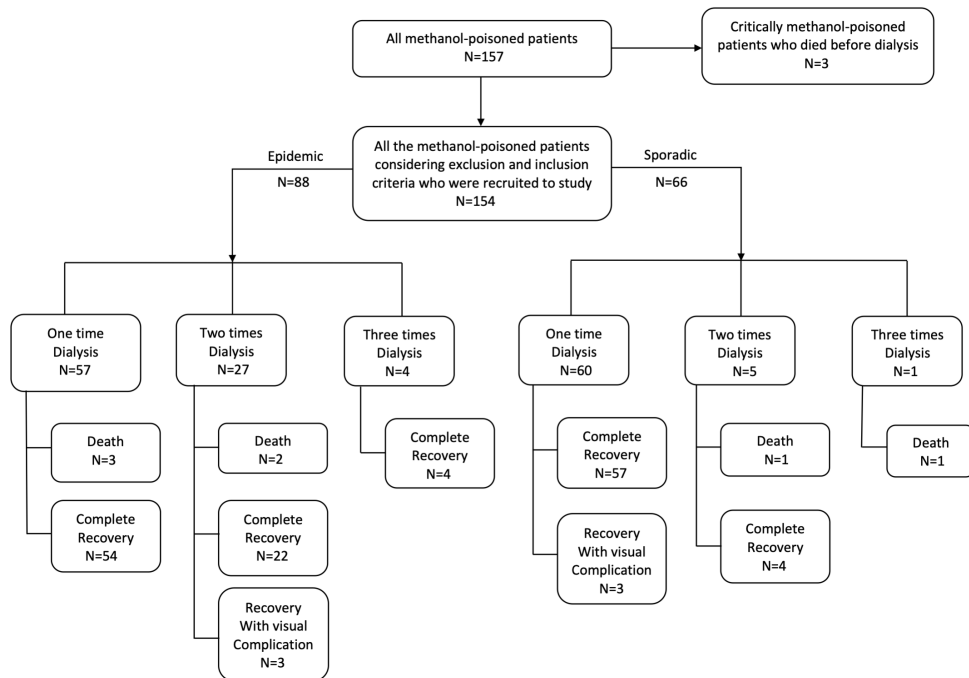 All methanol-poisoned
patients
N=157
Critically methanol-poisoned
patients who died before dialysis
N=3
All the methanol-poisoned patients
considering exclusion and inclusion
criteria who were recruited to study
N=154
Epidemic
N=88
Sporadic
N=66
One time
Dialysis
N=57
Two times
Dialysis
N=27
Three times
Dialysis
N=4
One time
Dialysis
N=60
Two times
Dialysis
N=5
Three times
Dialysis
N=1
Death
N=3
Complete
Recovery
N=54
Death
N=2
Complete
Recovery
N=22
Recovery
With visual
Complication
N=3
Complete
Recovery
N=4
Complete
Recovery
N=57
Recovery
With visual
Complication
N=3
Death
N=1
Complete
Recovery
N=4
Death
N=1